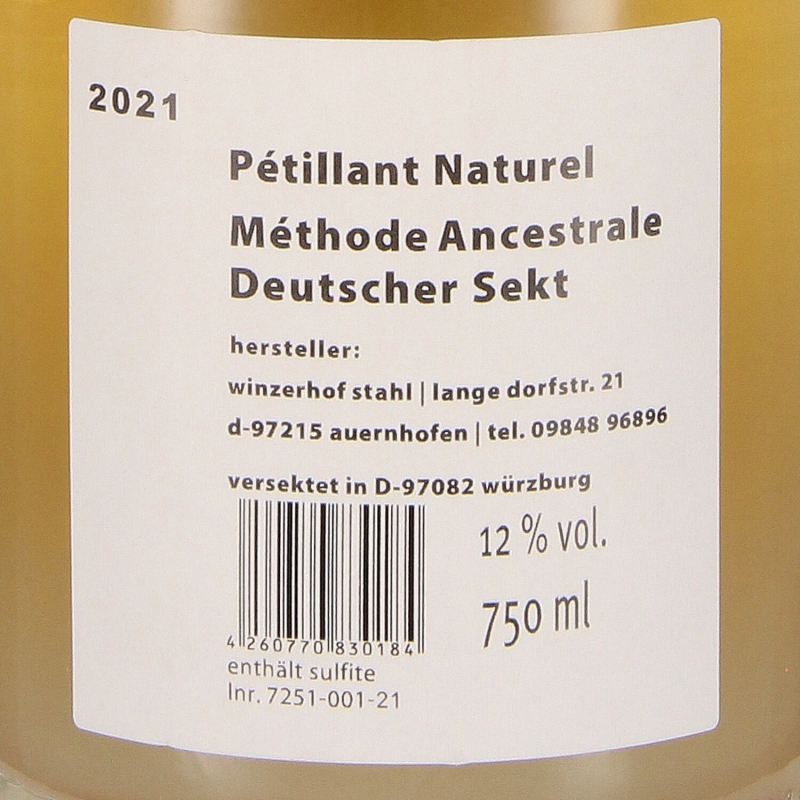 2021
Pétillant Naturel
Méthode Ancestrale
Deutscher Sekt
hersteller:
winzerhof stahl | lange dorfstr. 21
d-97215 auernhofen | tel. 09848 96896
versektet in D-97082 würzburg
12 % vol.
750 ml
4 260770 830184
enthält sulfite
lnr. 7251-001-21